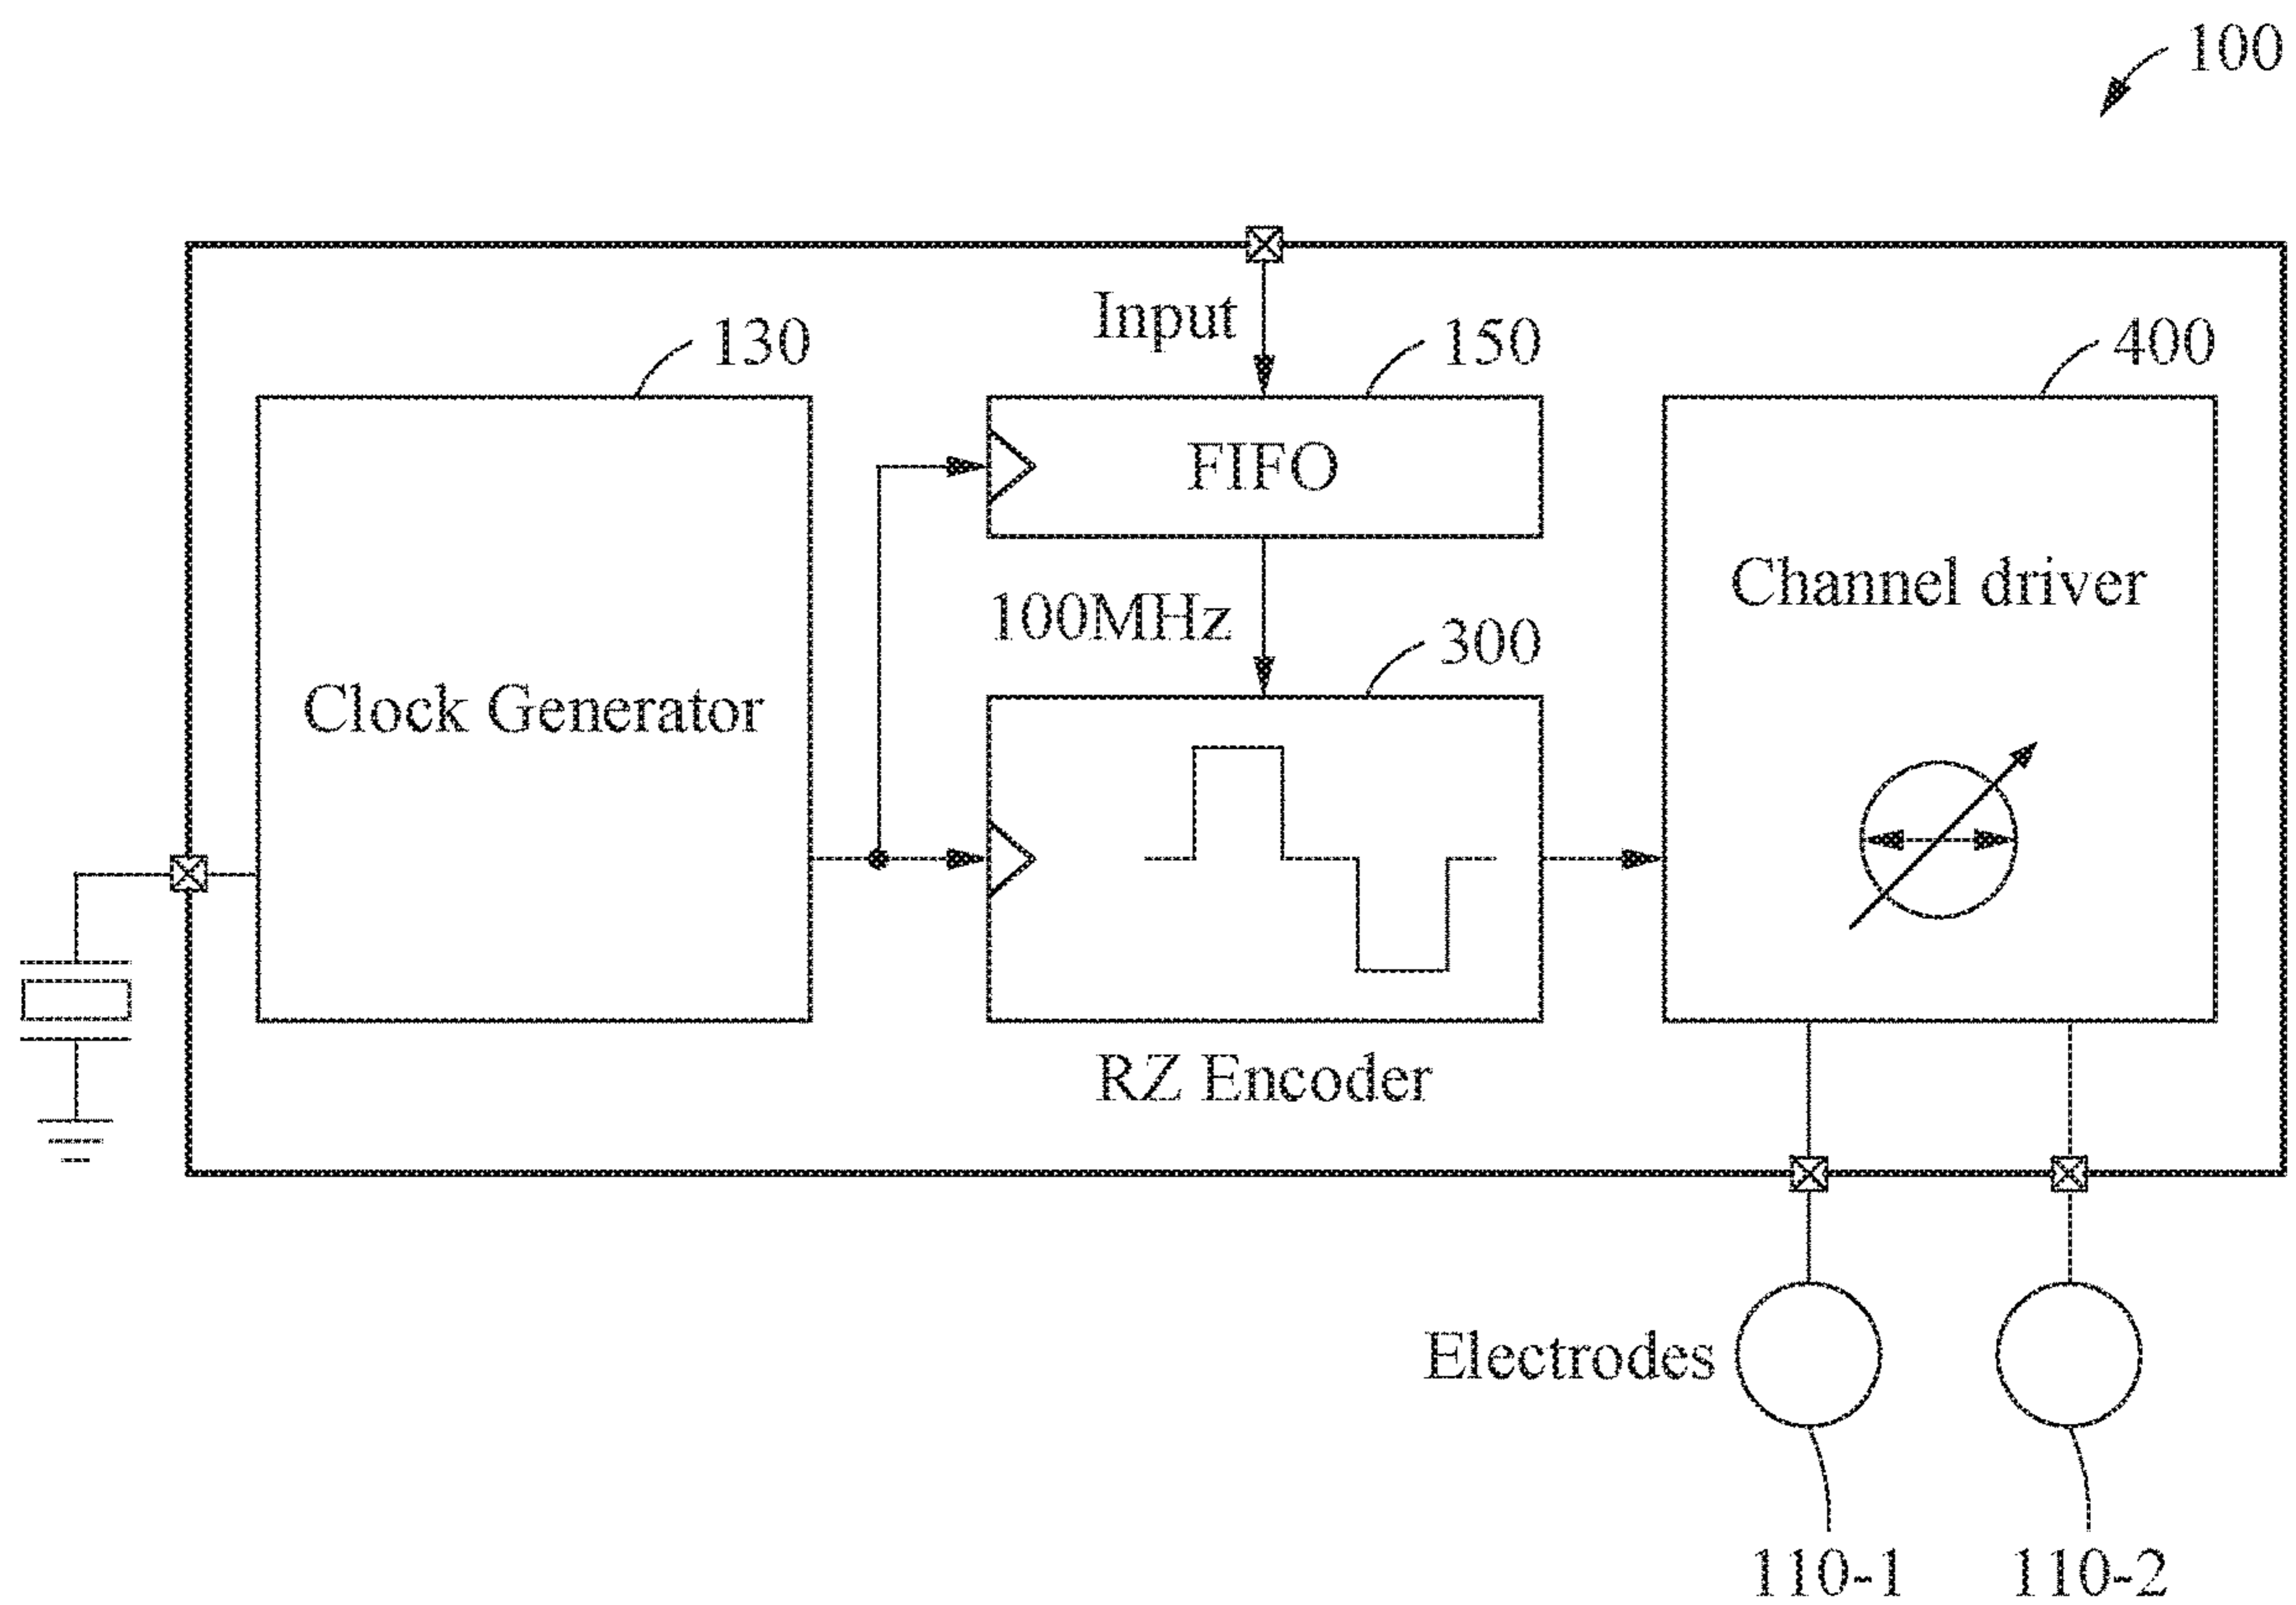 100
Input
130
150
400
FIFO
Channel driver
100MHz
300
Clock Generator
RZ Encoder
Electrodes
110-1
110-2